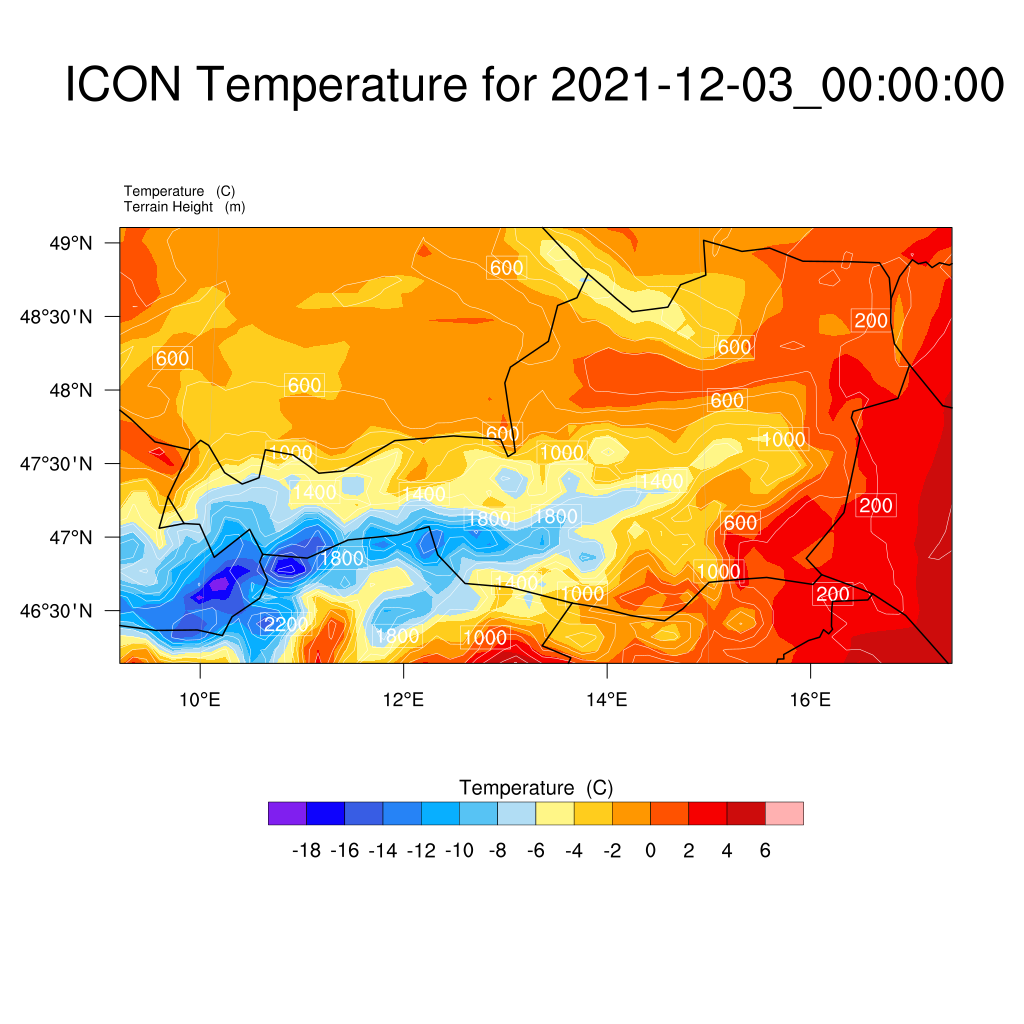 ICON Temperature for 2021-12-03_00:00:00
Temperature (C)
Terrain Height (m)
49°N
600
48°30'N
200
600
600
600
48°N
600
600
1000
47°30'N
1000
1000
1400
1400
1400
200
1800
1800
600
47°N
1800
1000
1400
1000
200
46°30'N
2200
1800
1000
10°E 12°E 14°E 16°E
Temperature (C)
-18 -16 -14 -12 -10 -8 -6 -4 -2 0 2 4 6